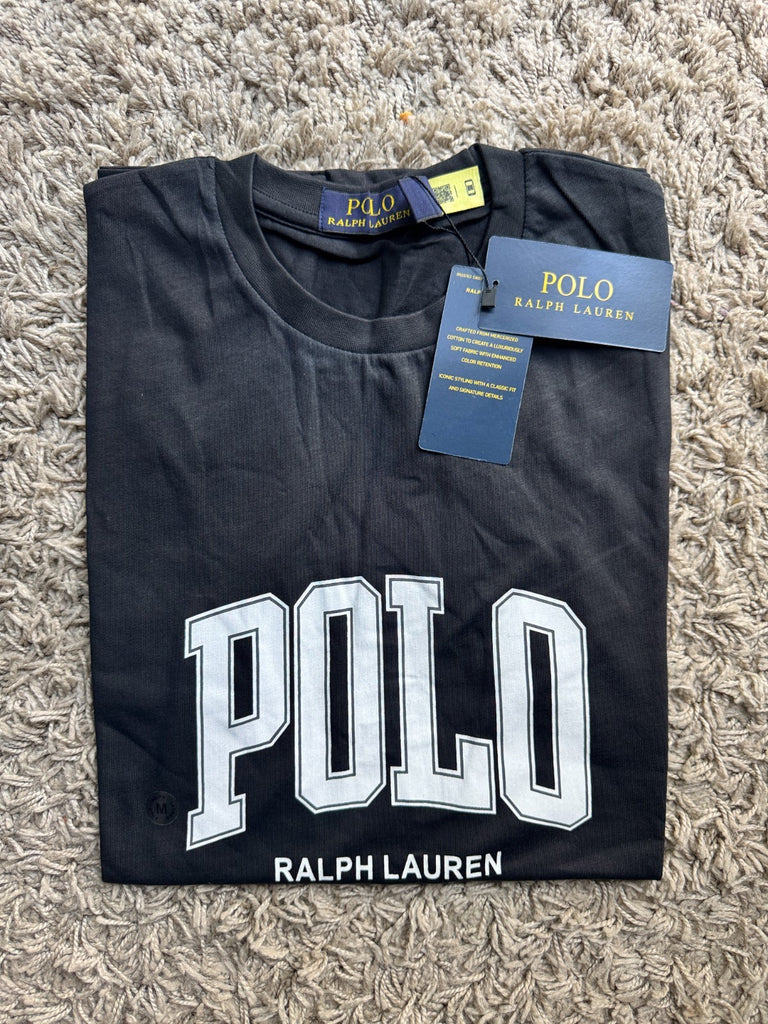 POLO
RALPH LAUREN
POLO
RALPH LAUREN
CRAFTED FROM MERCERIZED
COTTON TO CREATE A LUXURIOUSLY
SOFT FABRIC WITH ENHANCED
COLOR RETENTION
ICONIC STYLING WITH A CLASSIC FIT
AND SIGNATURE DETAILS
POLO
M
RALPH LAUREN